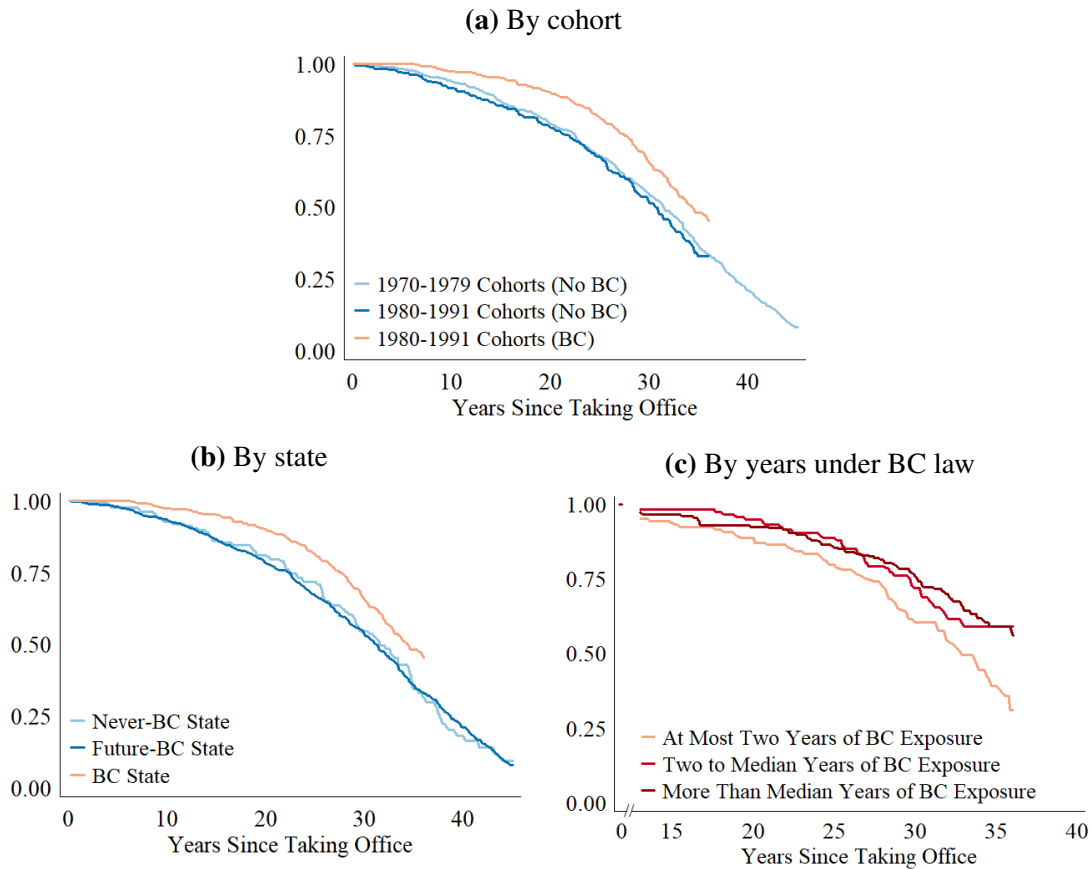 (a) By cohort
1.00
0.75
0.50
0.25
0.00
1970-1979 Cohorts (No BC)
1980-1991 Cohorts (No BC)
1980-1991 Cohorts (BC)
0 10 20 30 40
Years Since Taking Office
(b) By state
1.00
0.75
0.50
0.25
0.00
Never-BC State
Future-BC State
BC State
0 10 20 30 40
Years Since Taking Office
(c) By years under BC law
1.00
0.75
0.50
0.25
0.00
At Most Two Years of BC Exposure
Two to Median Years of BC Exposure
More Than Median Years of BC Exposure
0 15 20 25 30 35 40
Years Since Taking Office